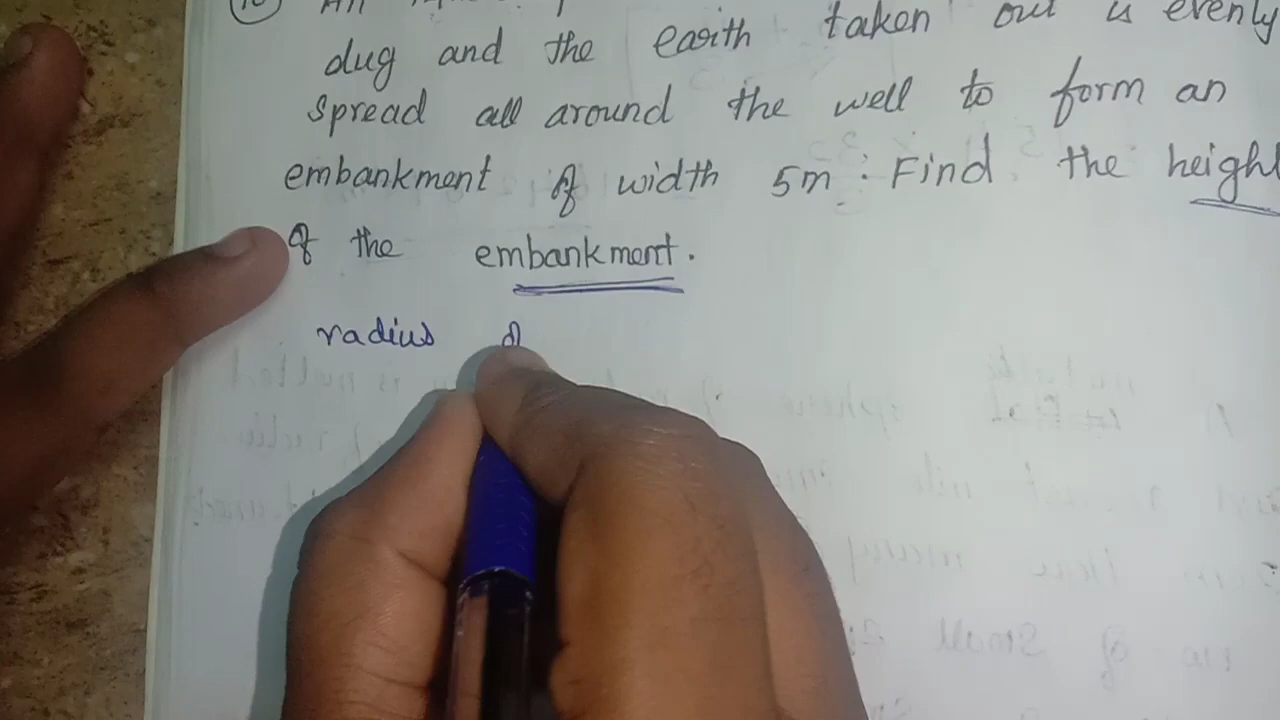 dug and the earth taken out is evenly
spread all around the well to form an
embankment of width 5m. Find the heigh
of the embankment.
radius of